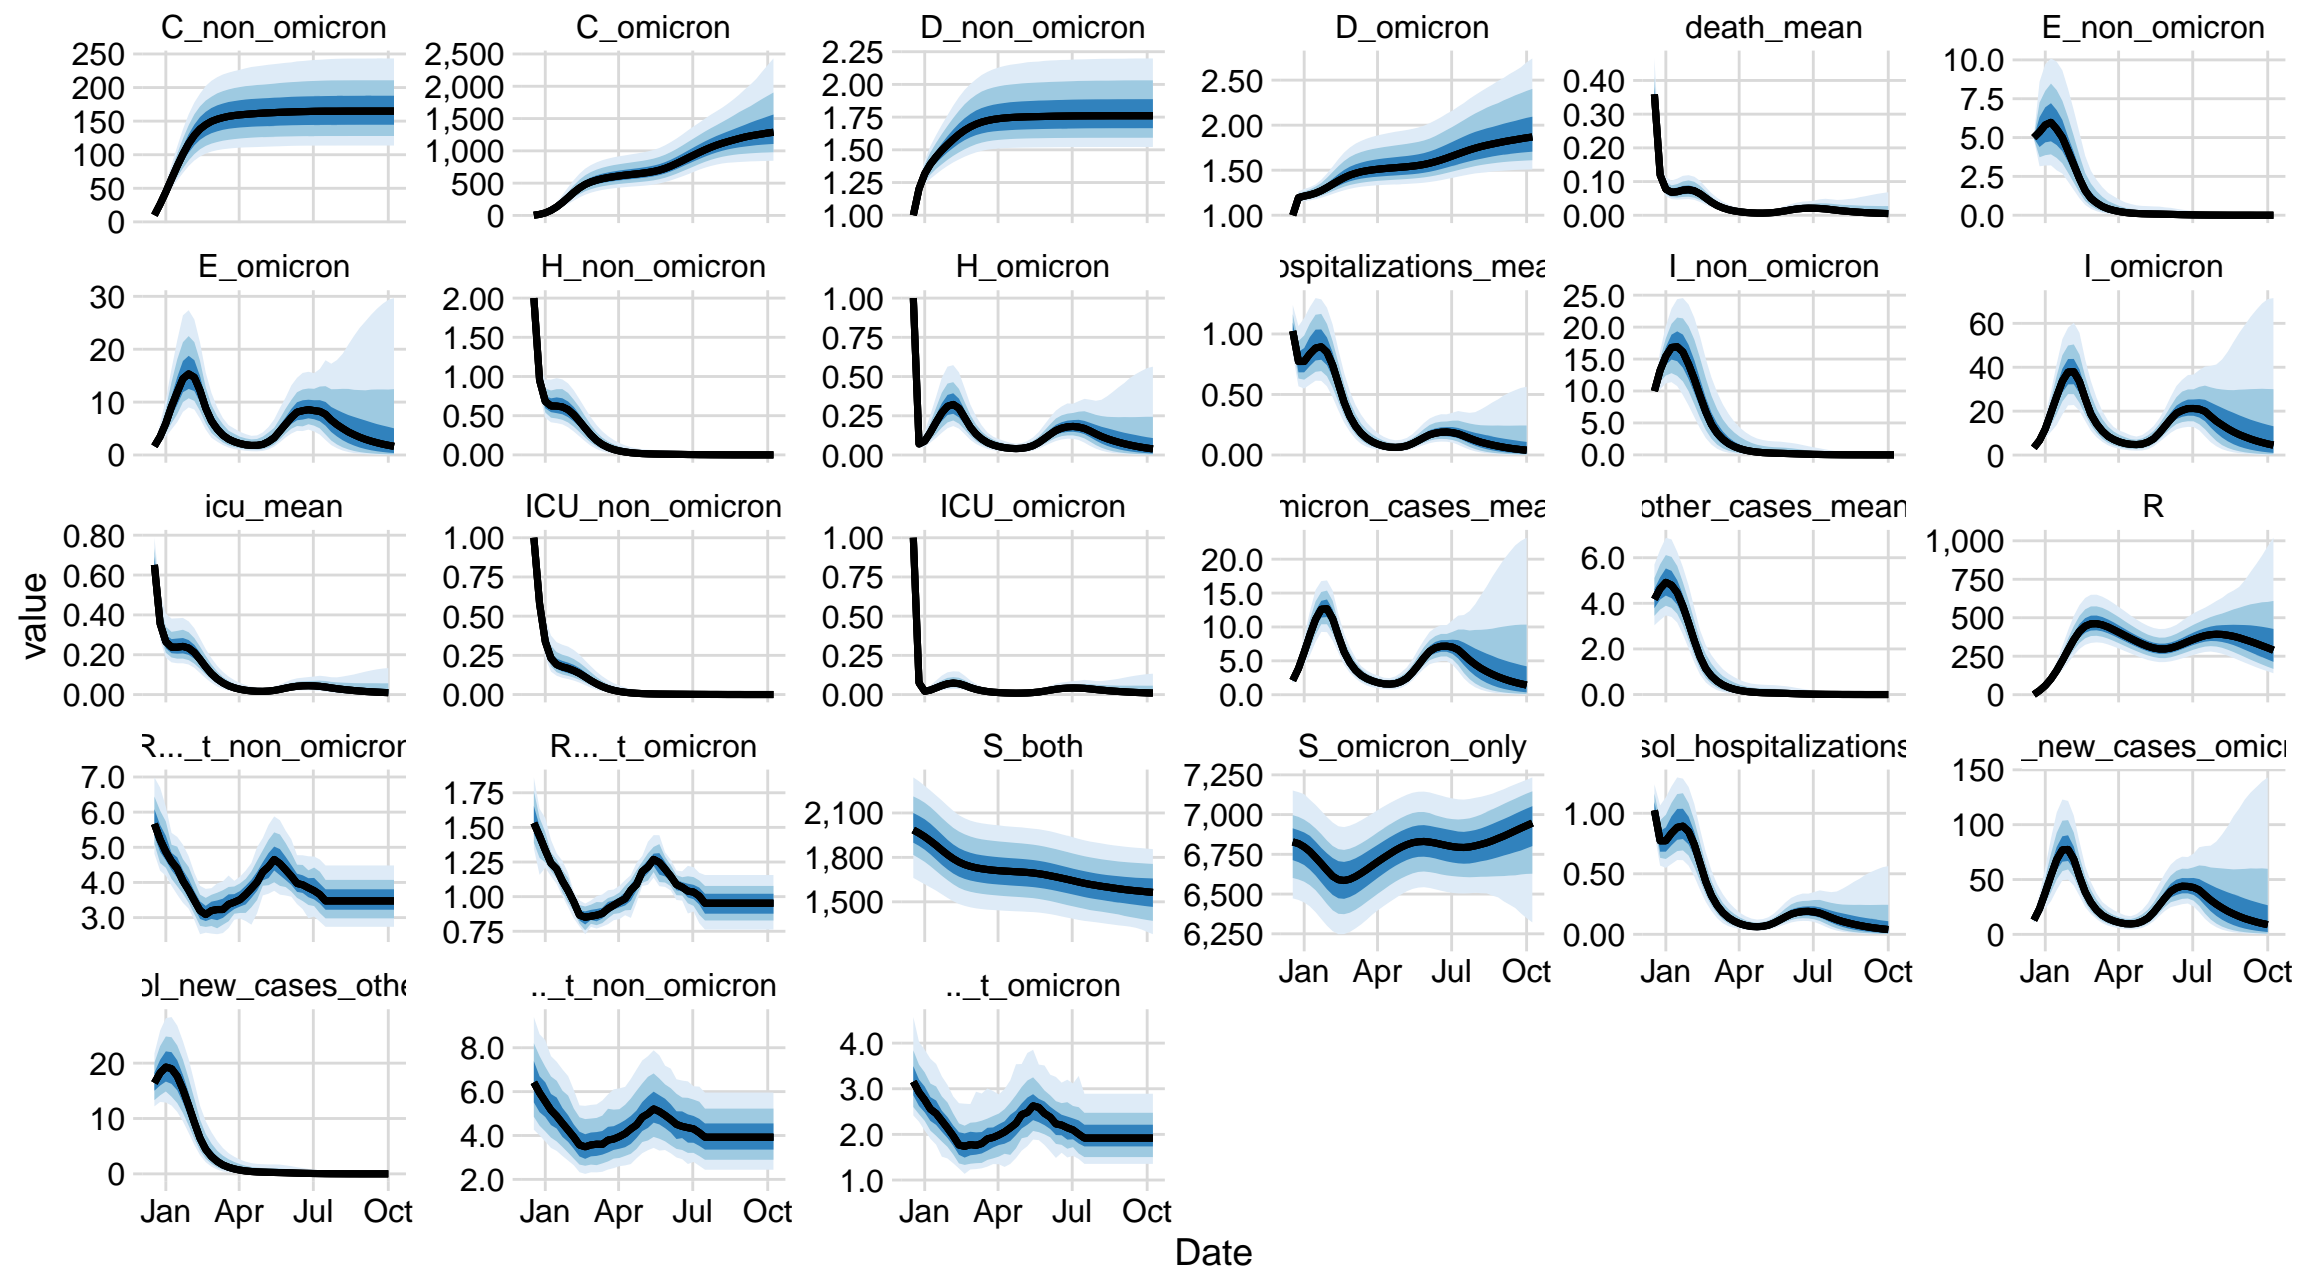 C_non_omicron C_omicron D_non_omicron D_omicron death_mean E_non_omicron
250 200 150 100 50 0
2,500 2,000 1,500 1,000 500 0
2.25 2.00 1.75 1.50 1.25 1.00
2.50 2.00 1.50 1.00
0.40 0.30 0.20 0.10 0.00
10.0 7.5 5.0 2.5 0.0
E_omicron H_non_omicron H_omicron ospitalizations_mea I_non_omicron I_omicron
30 20 10 0
2.00 1.50 1.00 0.50 0.00
1.00 0.75 0.50 0.25 0.00
1.00 0.50 0.00
25.0 20.0 15.0 10.0 5.0 0.0
60 40 20 0
icu_mean ICU_non_omicron ICU_omicron micron_cases_mea other_cases_mean R
0.80 0.60 0.40 0.20 0.00
1.00 0.75 0.50 0.25 0.00
1.00 0.75 0.50 0.25 0.00
20.0 15.0 10.0 5.0 0.0
6.0 4.0 2.0 0.0
1,000 750 500 250 0
value
R..._t_non_omicron R..._t_omicron S_both S_omicron_only sol_hospitalizations _new_cases_omicr
7.0 6.0 5.0 4.0 3.0
1.75 1.50 1.25 1.00 0.75
2,100 1,800 1,500
7,250 7,000 6,750 6,500 6,250
1.00 0.50 0.00
150 100 50 0
Jan Apr Jul Oct Jan Apr Jul Oct Jan Apr Jul Oct
ol_new_cases_othe .._t_non_omicron .._t_omicron
20 10 0
8.0 6.0 4.0 2.0
4.0 3.0 2.0 1.0
Jan Apr Jul Oct Jan Apr Jul Oct Jan Apr Jul Oct
Date